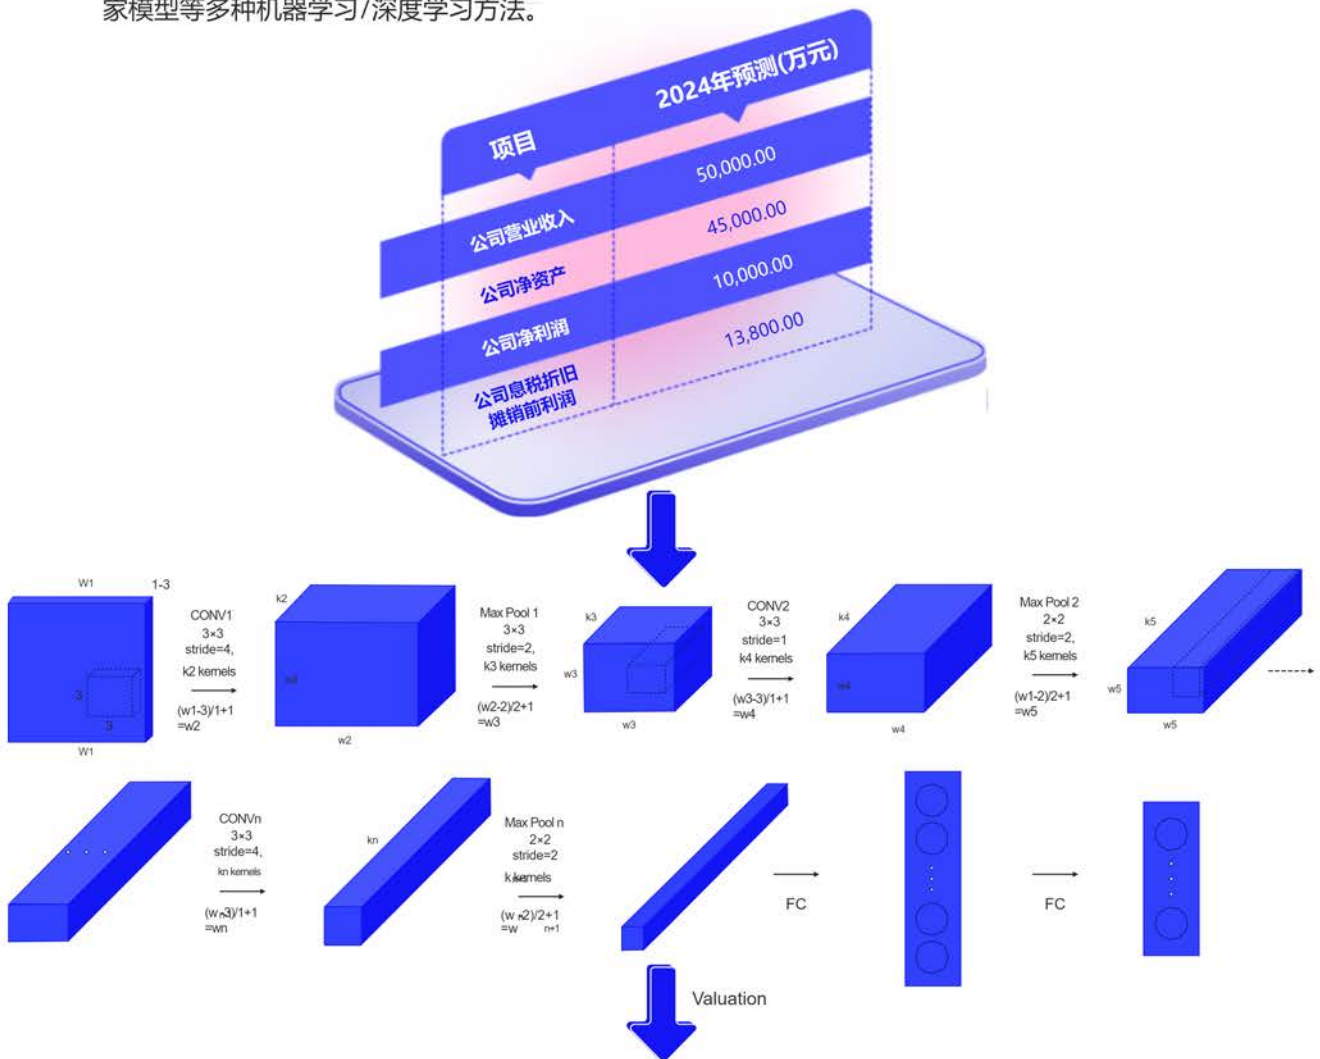 家模型等多种机器学习/深度学习方法。
项目
2024年预测(万元)
公司营业收入
50,000.00
公司净资产
45,000.00
公司净利润
10,000.00
公司息税折旧
摊销前利润
13,800.00
W1
1-3
3
3
W1
CONV1
3×3
stride=4,
k2 kernels
(w1-3)/1+1
=w2
k2
w2
Max Pool 1
3×3
stride=2,
k3 kernels
(w2-2)/2+1
=w3
k3
w3
w3
CONV2
3×3
stride=1
k4 kernels
(w3-3)/1+1
=w4
k4
w4
w4
Max Pool 2
2×2
stride=2,
k5 kernels
(w1-2)/2+1
=w5
k5
w5
w5
CONVn
3×3
stride=4,
kn kernels
=wn
kn
Max Pool n
2×2
stride=2
kernels
n+1
FC
FC
Valuation